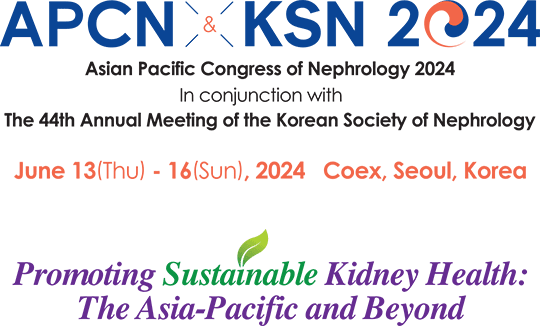 APCN & KSN 2024
Asian Pacific Congress of Nephrology 2024
In conjunction with
The 44th Annual Meeting of the Korean Society of Nephrology
June 13(Thu) - 16(Sun), 2024 Coex, Seoul, Korea
Promoting Sustainable Kidney Health:
The Asia-Pacific and Beyond